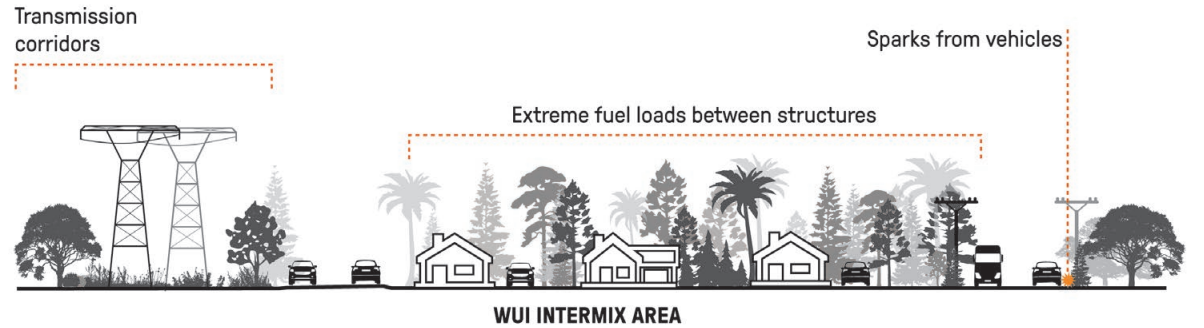 Transmission
corridors
Sparks from vehicles
Extreme fuel loads between structures
WUI INTERMIX AREA